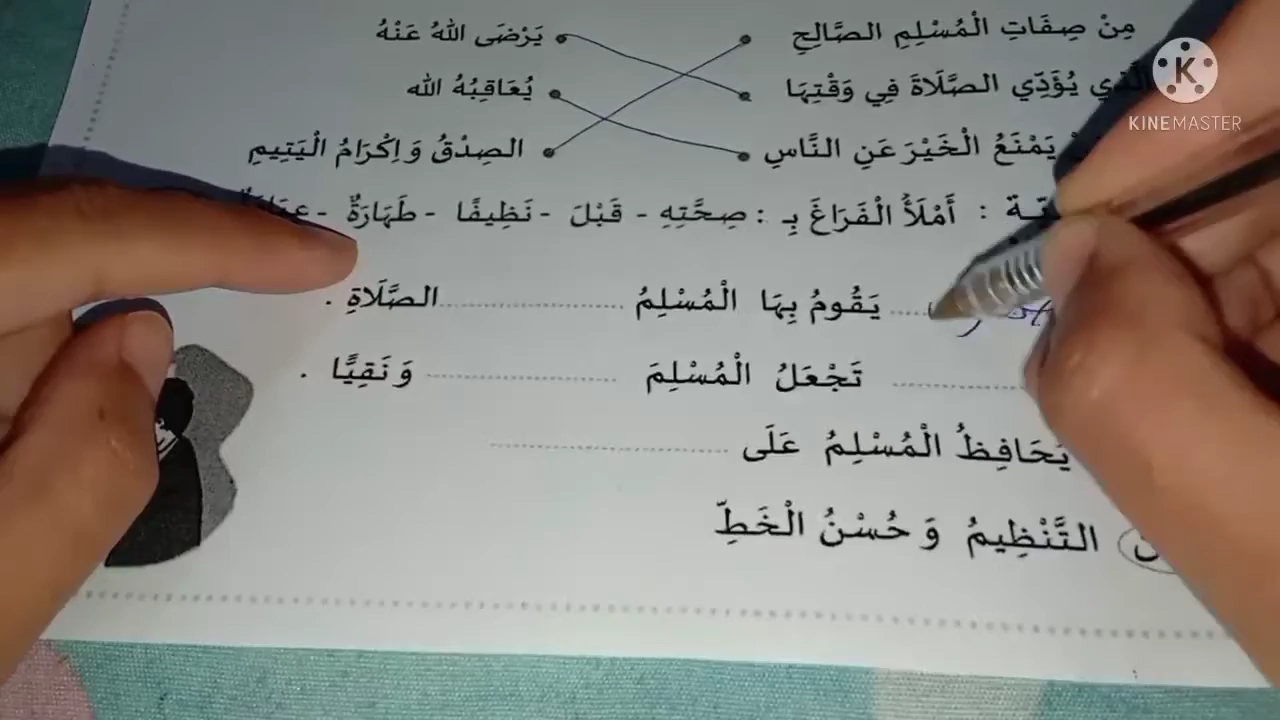 مِنْ صِفَاتِ الْمُسْلِمِ الصَّالِحِ يَرْضَى اللهُ عَنْهُ
الَّذِي يُؤَدِّي الصَّلَاةَ فِي وَقْتِهَا يُعَاقِبُهُ الله
يَمْنَعُ الْخَيْرَ عَنِ النَّاسِ الصِدْقُ وَ اِكْرَامُ الْيَتِيمِ
: أَمْلَأُ الْفَرَاغَ بِـ : صِحَّتِهِ - قَبْلَ - نَظِيفًا - طَهَارَةٌ -
يَقُومُ بِهَا الْمُسْلِمُ ........ الصَّلَاةِ .
........ تَجْعَلُ الْمُسْلِمَ ........ وَ نَقِيًّا .
يُحَافِظُ الْمُسْلِمُ عَلَى ........
التَّنْظِيمُ وَ حُسْنُ الْخَطِّ
K
KINEMASTER